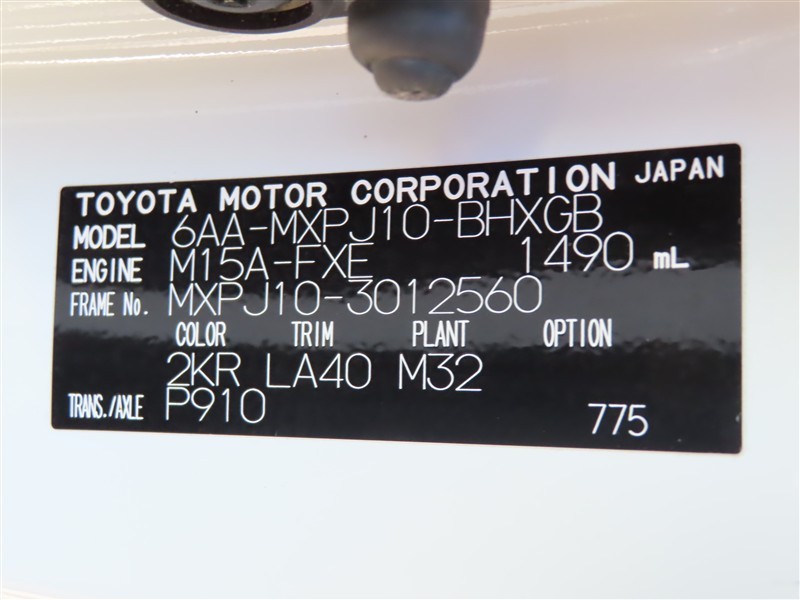 TOYOTA MOTOR CORPORATION JAPAN
MODEL 6AA-MXPJ10-BHXGB
ENGINE M15A-FXE 1490 mL
FRAME No. MXPJ10-3012560
COLOR TRIM PLANT OPTION
2KR LA40 M32
TRANS./AXLE P910 775